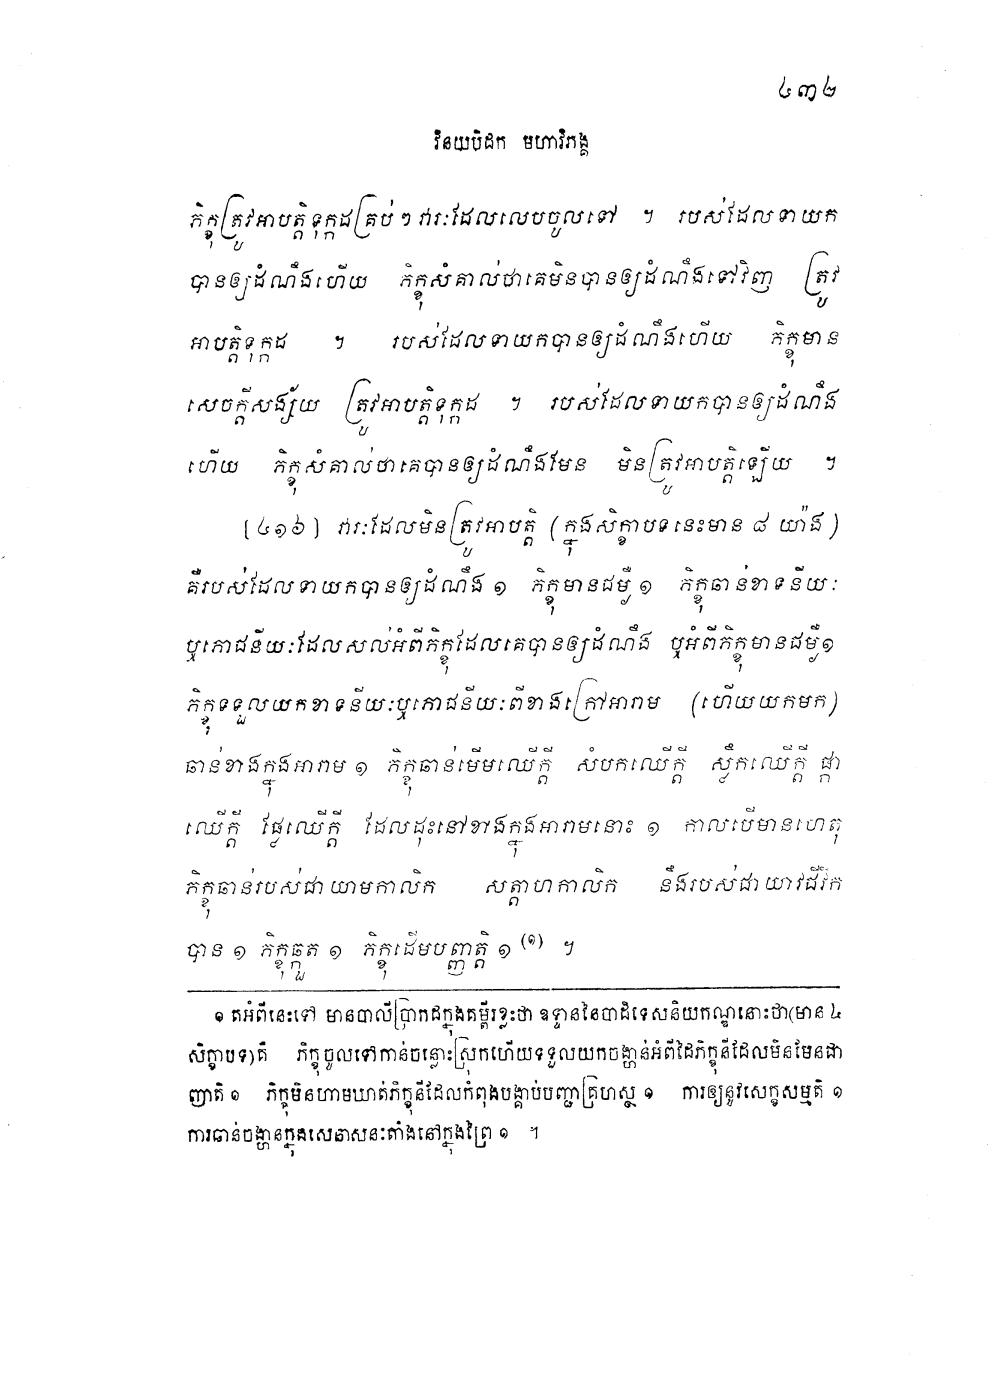 ៤៣២
វិនយបិដក មហាវិភង្គ
ភិក្ខុត្រូវអាបត្តិទុក្កដគ្រប់ៗវារៈដែលលេបចូលទៅ ។ របស់ដែលទាយក
បានឲ្យដំណឹងហើយ ភិក្ខុសំគាល់ថាគេមិនបានឲ្យដំណឹងទៅវិញ ត្រូវ
អាបត្តិទុក្កដ ។ របស់ដែលទាយកបានឲ្យដំណឹងហើយ ភិក្ខុមាន
សេចក្តីសង្ស័យ ត្រូវអាបត្តិទុក្កដ ។ របស់ដែលទាយកបានឲ្យដំណឹង
ហើយ ភិក្ខុសំគាល់ថាគេបានឲ្យដំណឹងមែន មិនត្រូវអាបត្តិឡើយ ។
[៤១៦] វារៈដែលមិនត្រូវអាបត្តិ (ក្នុងសិក្ខាបទនេះមាន ៨ យ៉ាង)
គឺរបស់ដែលទាយកបានឲ្យដំណឹង ១ ភិក្ខុមានជម្ងឺ ១ ភិក្ខុឆាន់ខាទនីយៈ
ឬភោជនីយៈដែលសល់អំពីភិក្ខុដែលគេបានឲ្យដំណឹង ឬអំពីភិក្ខុមានជម្ងឺ១
ភិក្ខុទទួលយកខាទនីយៈឬភោជនីយៈពីខាងក្រៅអារាម (ហើយយកមក)
ឆាន់ខាងក្នុងអារាម ១ ភិក្ខុឆាន់មើមឈើក្តី សំបកឈើក្តី ស្លឹកឈើក្តី ផ្កា
ឈើក្តី ផ្លែឈើក្តី ដែលដុះនៅខាងក្នុងអារាមនោះ ១ កាលបើមានហេតុ
ភិក្ខុឆាន់របស់ជាយាមកាលិក សត្តាហកាលិក នឹងរបស់ជាយាវជីវិក
បាន ១ ភិក្ខុឆ្កួត ១ ភិក្ខុដើមបញ្ញត្តិ ១ (១) ។
១ តអំពីនេះទៅ មានបាលីប្រាកដក្នុងគម្ពីរខ្លះថា ឧទ្ទាននៃបាដិទេសនិយកណ្ឌនោះថា(មាន ៤
សិក្ខាបទ)គឺ ភិក្ខុចូលទៅកាន់ចន្លោះស្រុកហើយទទួលយកចង្ហាន់អំពីដៃភិក្ខុនីដែលមិនមែនជា
ញាតិ ១ ភិក្ខុមិនហាមឃាត់ភិក្ខុនីដែលកំពុងបង្គាប់បញ្ជាគ្រហស្ថ ១ ការឲ្យនូវសេក្ខសម្មតិ ១
ការឆាន់ចង្ហាន់ក្នុងសេនាសនៈតាំងនៅក្នុងព្រៃ ១ ។